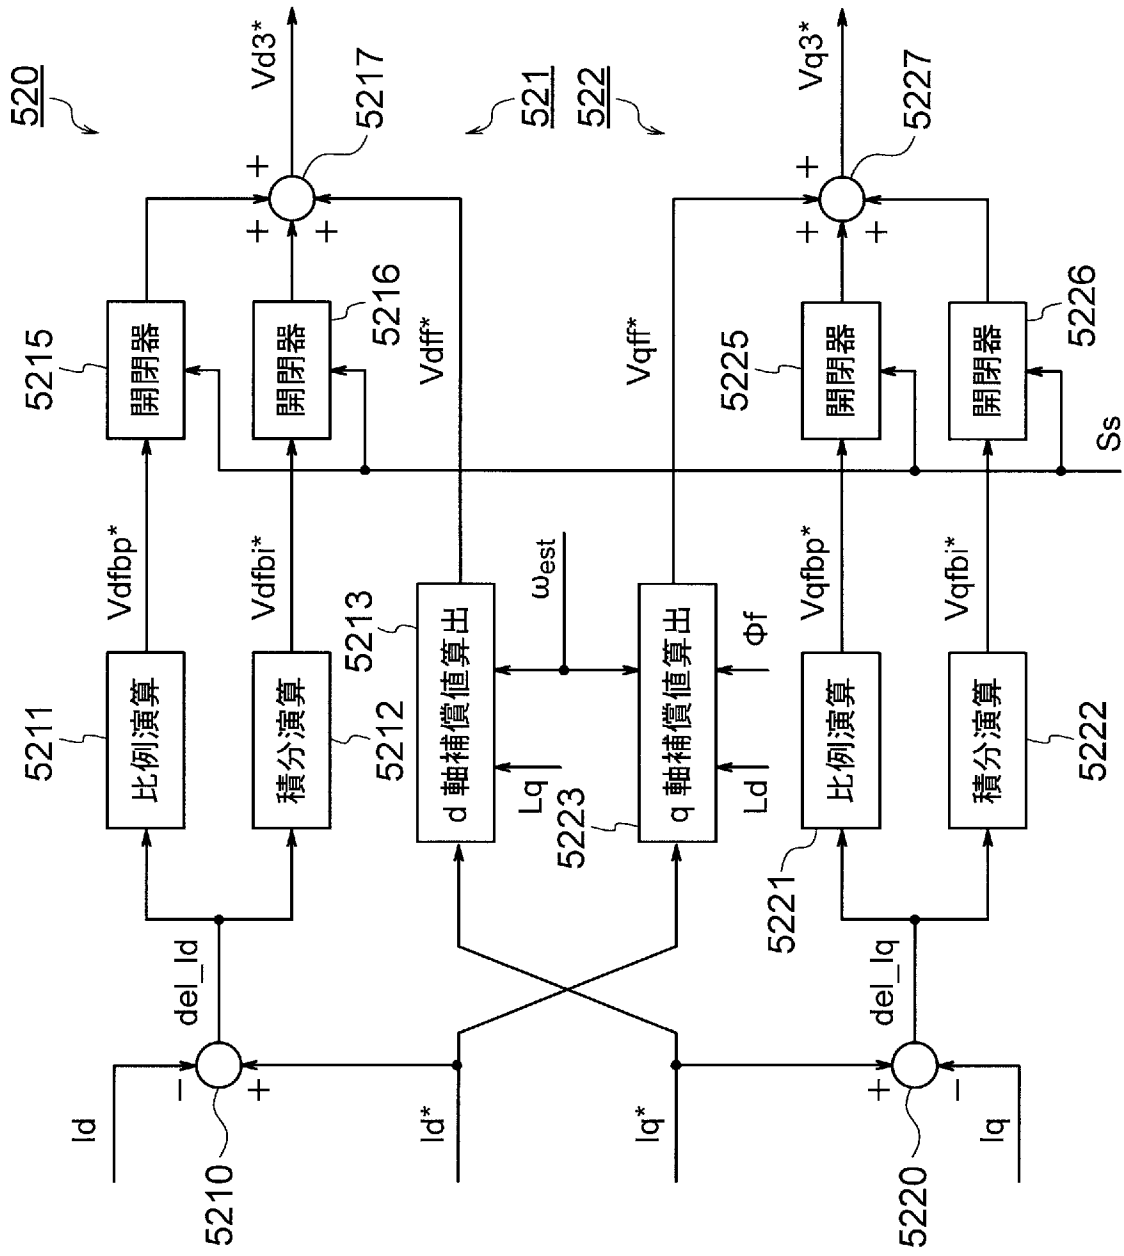 520
Id
5210
−
+
del_Id
5211
比例演算
Vdfbp*
5215
開閉器
+
Vd3*
5212
積分演算
Vdfbi*
5216
開閉器
+
+
5217
Id*
5213
d 軸補償値算出
Lq
Vdff*
521
ωest
522
Iq*
5223
q 軸補償値算出
Ld
Φf
Vqff*
+
Vq3*
5220
+
−
del_Iq
5221
比例演算
Vqfbp*
5225
開閉器
+
+
5227
Iq
5222
積分演算
Vqfbi*
5226
開閉器
Ss